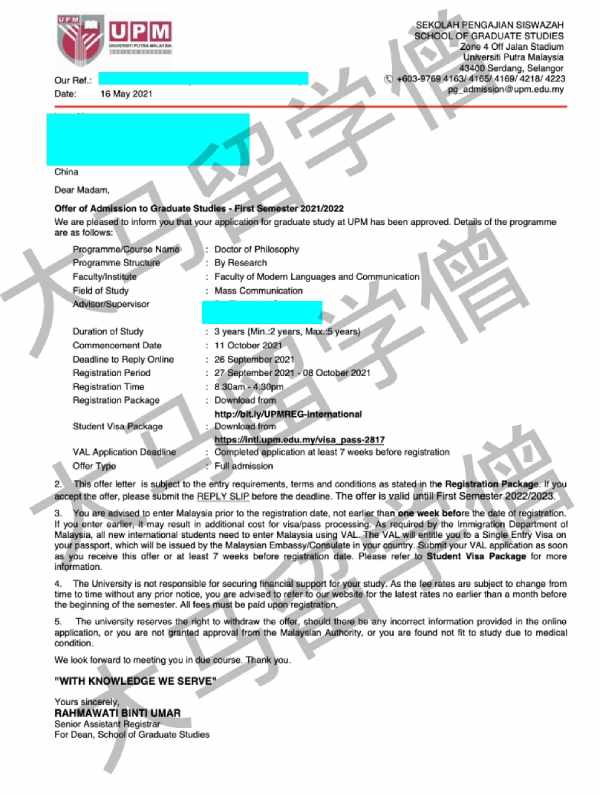 UPM
UPM
UNIVERSITI PUTRA MALAYSIA
SEKOLAH PENGAJIAN SISWAZAH
SCHOOL OF GRADUATE STUDIES
Zone 4 Off Jalan Stadium
Universiti Putra Malaysia
43400 Serdang, Selangor
+603-9769 4163/ 4165/ 4169/ 4218/ 4223
pg_admission@upm.edu.my
Our Ref.:
Date: 16 May 2021
China
Dear Madam,
Offer of Admission to Graduate Studies - First Semester 2021/2022
We are pleased to inform you that your application for graduate study at UPM has been approved. Details of the programme
are as follows:
Programme/Course Name : Doctor of Philosophy
Programme Structure : By Research
Faculty/Institute : Faculty of Modern Languages and Communication
Field of Study : Mass Communication
Advisor/Supervisor
Duration of Study : 3 years (Min.:2 years, Max.:5 years)
Commencement Date : 11 October 2021
Deadline to Reply Online : 26 September 2021
Registration Period : 27 September 2021 - 08 October 2021
Registration Time : 8.30am - 4.30pm
Registration Package : Download from
http://bit.ly/UPMREG-international
Student Visa Package : Download from
https://intl.upm.edu.my/visa_pass-2817
VAL Application Deadline : Completed application at least 7 weeks before registration
Offer Type : Full admission
2. This offer letter is subject to the entry requirements, terms and conditions as stated in the Registration Package. If you
accept the offer, please submit the REPLY SLIP before the deadline. The offer is valid until First Semester 2022/2023.
3. You are advised to enter Malaysia prior to the registration date, not earlier than one week before the date of registration.
If you enter earlier, it may result in additional cost for visa/pass processing. As required by the Immigration Department of
Malaysia, all new international students need to enter Malaysia using VAL. The VAL will entitle you to a Single Entry Visa on
your passport, which will be issued by the Malaysian Embassy/Consulate in your country. Submit your VAL application as soon
as you receive this offer or at least 7 weeks before registration date. Please refer to Student Visa Package for more
information.
4. The University is not responsible for securing financial support for your study. As the fee rates are subject to change from
time to time without any prior notice, you are advised to refer to our website for the latest rates no earlier than a month before
the beginning of the semester. All fees must be paid upon registration.
5. The university reserves the right to withdraw the offer, should there be any incorrect information provided in the online
application, or you are not granted approval from the Malaysian Authority, or you are found not fit to study due to medical
condition.
We look forward to meeting you in due course. Thank you.
"WITH KNOWLEDGE WE SERVE"
Yours sincerely,
RAHMAWATI BINTI UMAR
Senior Assistant Registrar
For Dean, School of Graduate Studies
大马留学僧
大马留学僧
大马留学僧